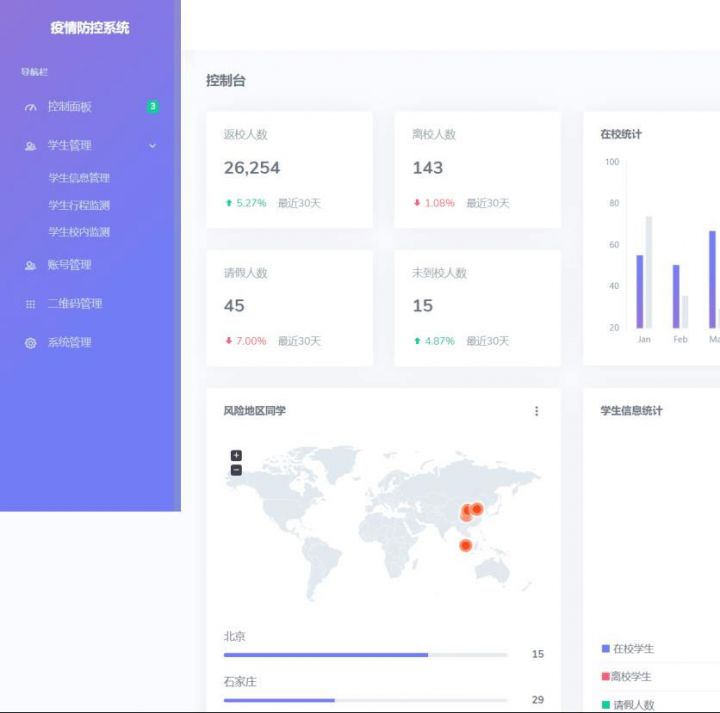 疫情防控系统
导航栏
控制面板 3
学生管理
学生信息管理
学生行程监测
学生校内监测
账号管理
二维码管理
系统管理
控制台
返校人数
26,254
5.27% 最近30天
离校人数
143
1.08% 最近30天
请假人数
45
7.00% 最近30天
未到校人数
15
4.87% 最近30天
在校统计
100
80
60
40
20
Jan Feb Ma
风险地区同学
+
−
北京
15
石家庄
29
学生信息统计
在校学生
离校学生
请假人数